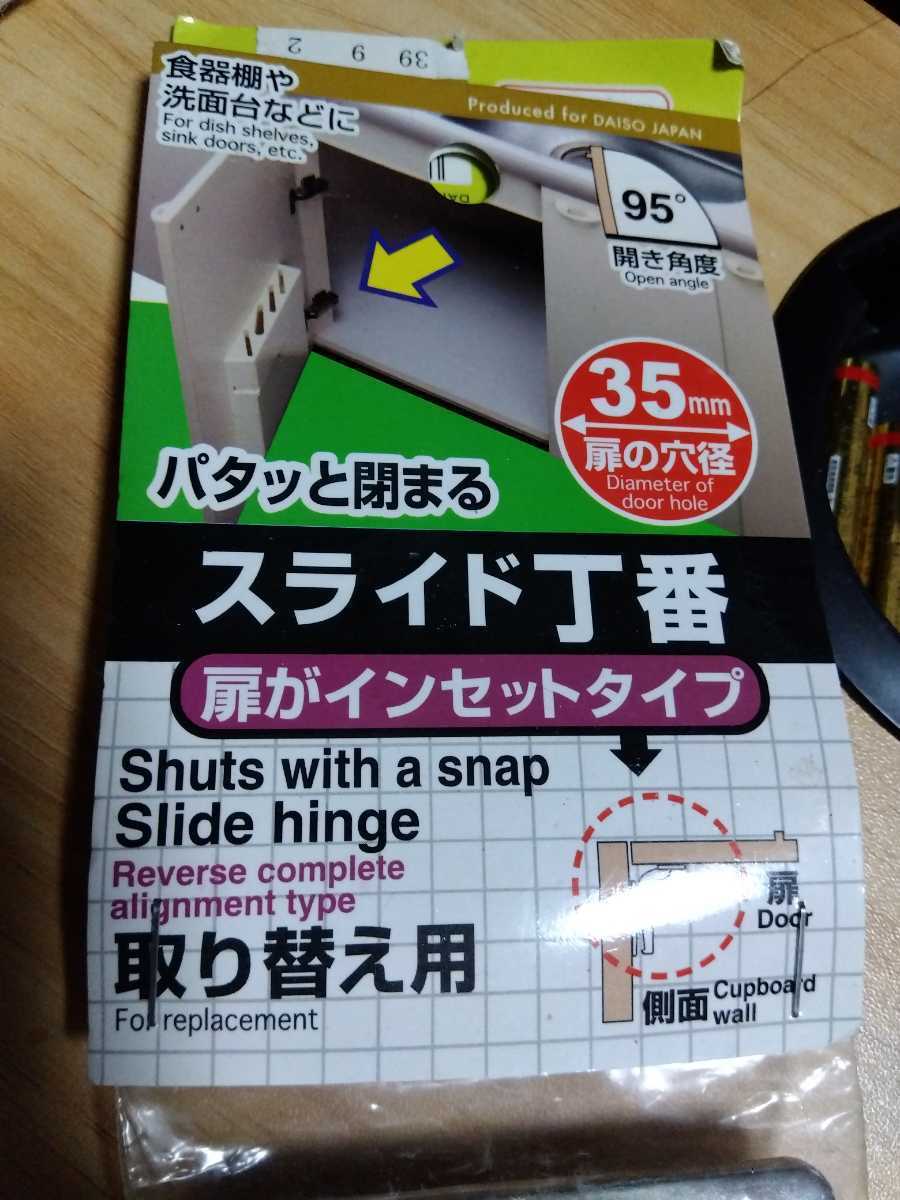 39 9 2
食器棚や
洗面台などに
For dish shelves,
sink doors, etc.
Produced for DAISO JAPAN
95°
開き角度
Open angle
35mm
扉の穴径
Diameter of
door hole
パタッと閉まる
スライド丁番
扉がインセットタイプ
Shuts with a snap
Slide hinge
Reverse complete
alignment type
取り替え用
For replacement
扉
Door
側面
Cupboard
wall